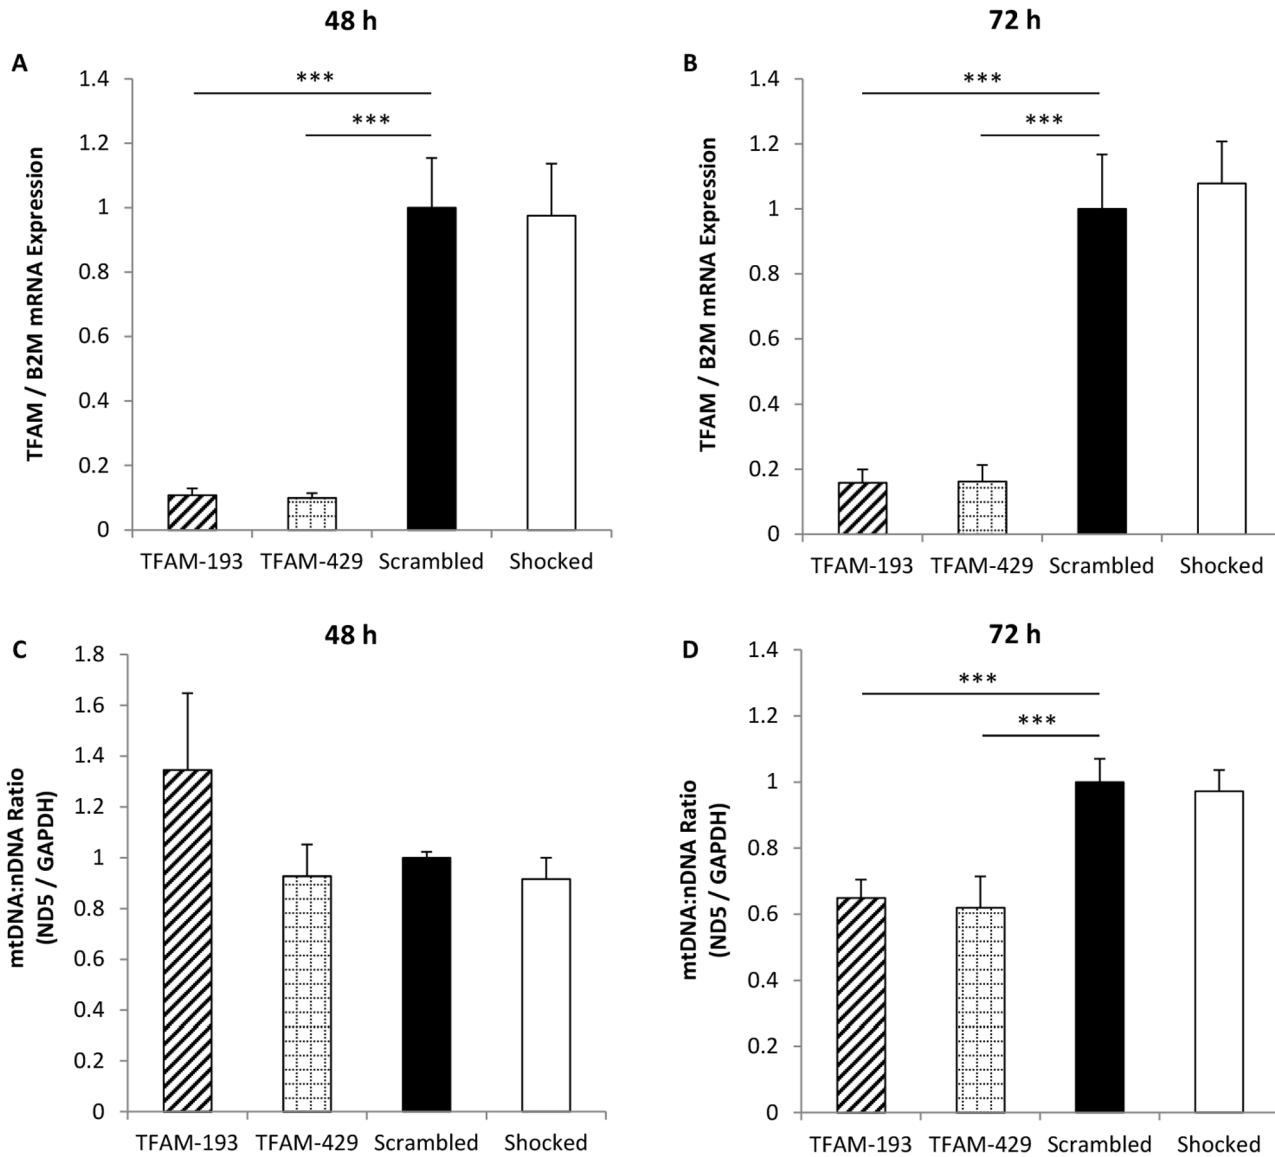 48 h
72 h
A
B
1.4
1.2
1
0.8
0.6
0.4
0.2
0
TFAM / B2M mRNA Expression
***
***
TFAM-193 TFAM-429 Scrambled Shocked
1.4
1.2
1
0.8
0.6
0.4
0.2
0
TFAM / B2M mRNA Expression
***
***
TFAM-193 TFAM-429 Scrambled Shocked
48 h
72 h
C
D
1.8
1.6
1.4
1.2
1
0.8
0.6
0.4
0.2
0
mtDNA:nDNA Ratio
(ND5 / GAPDH)
TFAM-193 TFAM-429 Scrambled Shocked
1.4
1.2
1
0.8
0.6
0.4
0.2
0
mtDNA:nDNA Ratio
(ND5 / GAPDH)
***
***
TFAM-193 TFAM-429 Scrambled Shocked